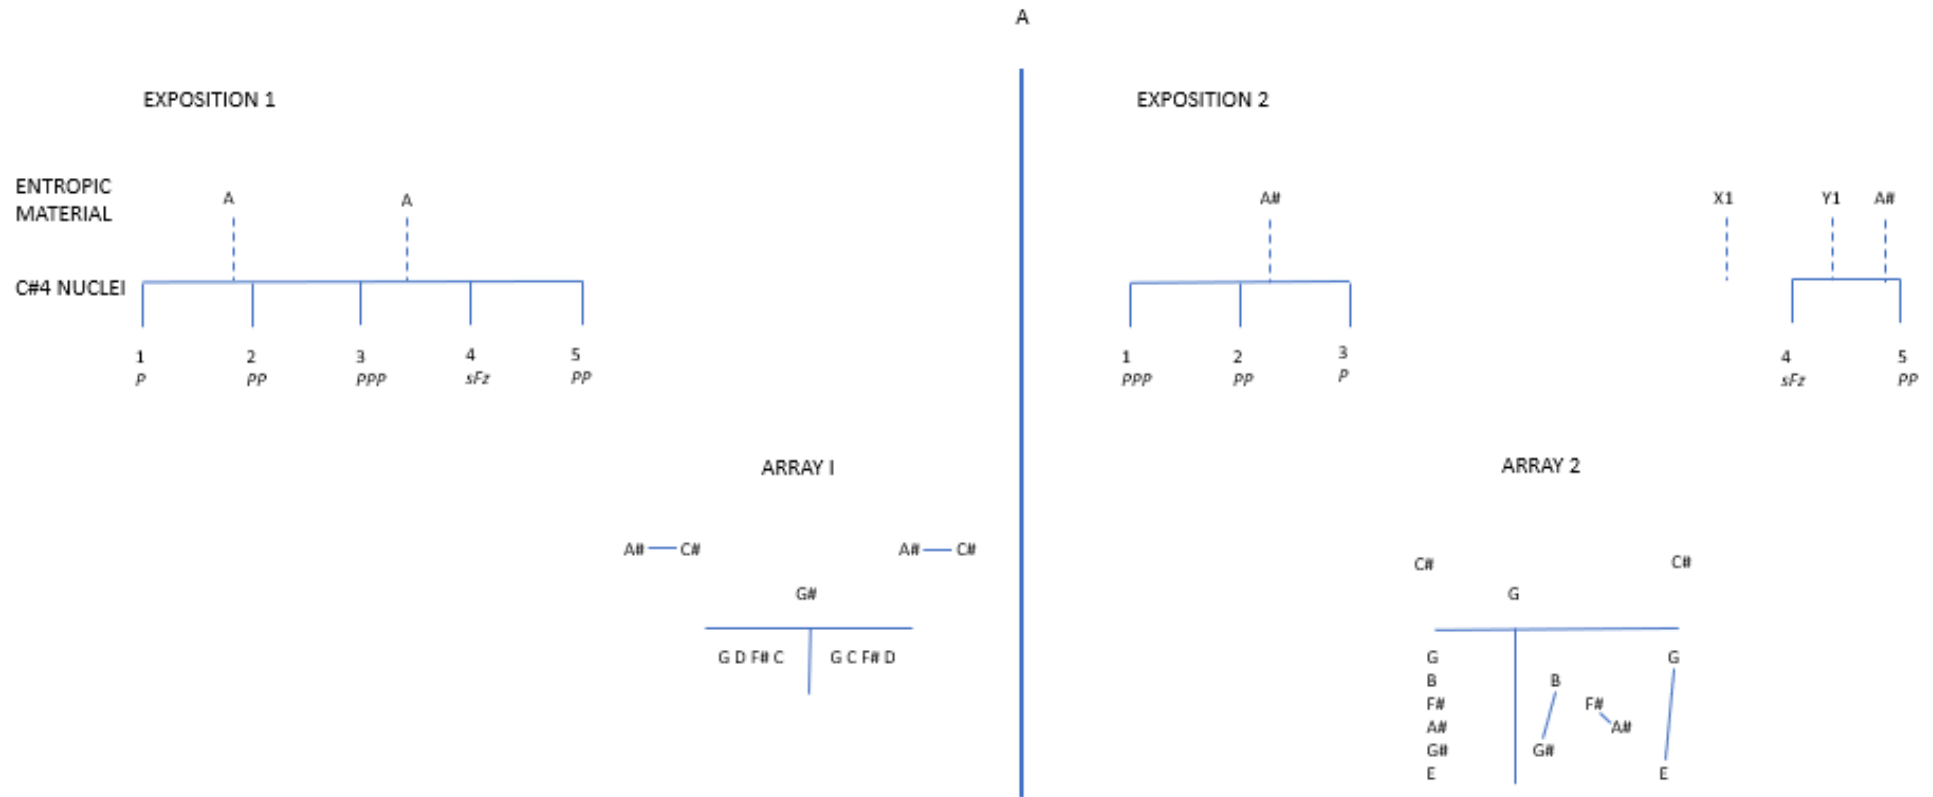 A
EXPOSITION 1
EXPOSITION 2
ENTROPIC
MATERIAL
A
A
A#
X1
Y1
A#
C#4 NUCLEI
1
2
3
4
5
P
PP
PPP
sFz
PP
1
2
3
4
5
PPP
PP
P
sFz
PP
ARRAY I
A# C#
A# C#
G#
G D F# C
G C F# D
ARRAY 2
C#
C#
G
G
B
F#
A#
G#
E
B
G#
F#
A#
G
E